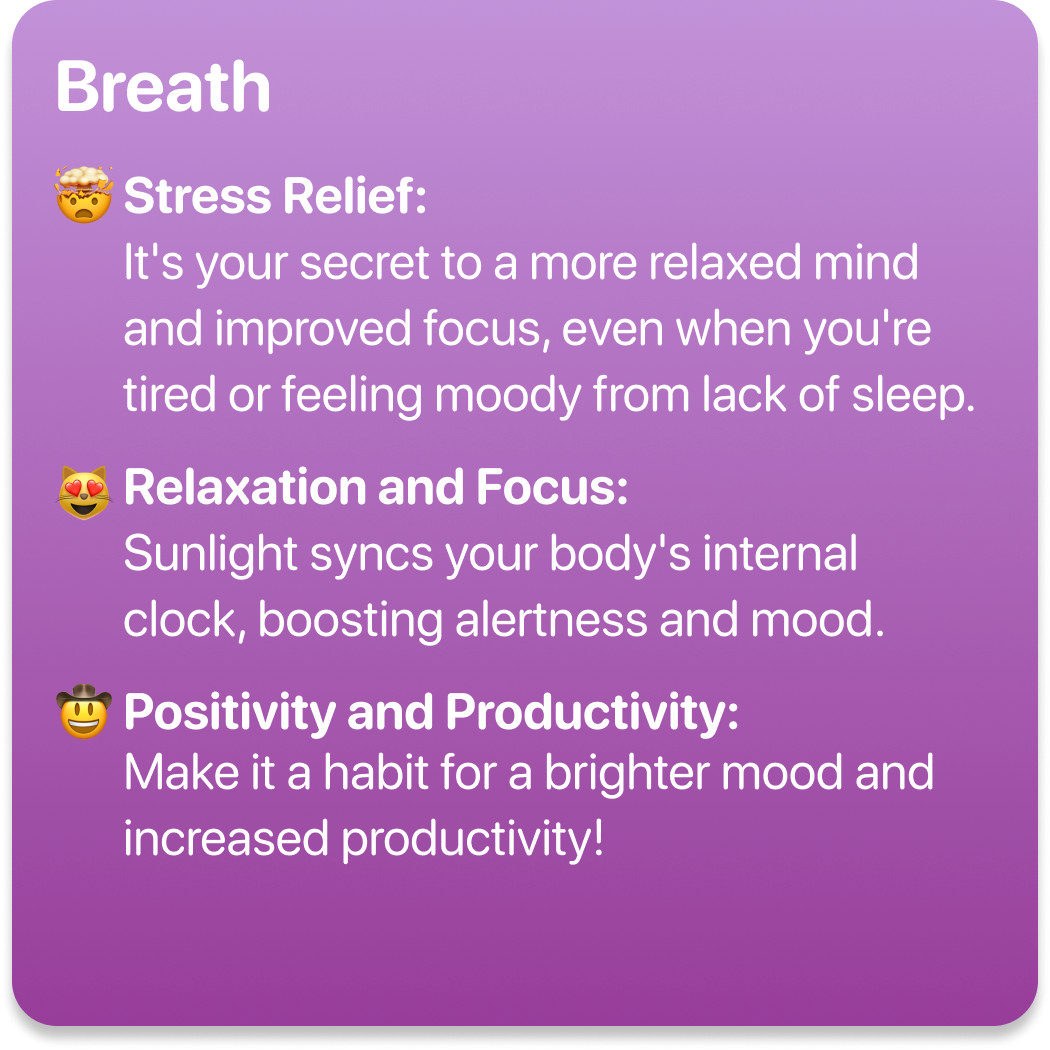 Breath
🤯 Stress Relief:
It's your secret to a more relaxed mind
and improved focus, even when you're
tired or feeling moody from lack of sleep.
😻 Relaxation and Focus:
Sunlight syncs your body's internal
clock, boosting alertness and mood.
🤠 Positivity and Productivity:
Make it a habit for a brighter mood and
increased productivity!